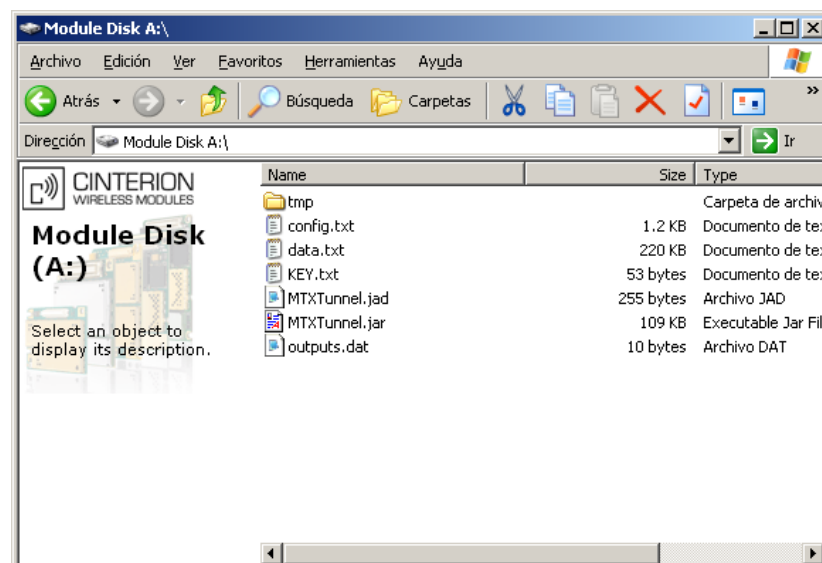 Module Disk A:\
Archivo Edición Ver Favoritos Herramientas Ayuda
Atrás Búsqueda Carpetas »
Dirección Module Disk A:\ Ir
CINTERION
WIRELESS MODULES
Module Disk
(A:)
Select an object to
display its description.
Name Size Type
tmp Carpeta de archiv
config.txt 1.2 KB Documento de te
data.txt 220 KB Documento de te
KEY.txt 53 bytes Documento de te
MTXTunnel.jad 255 bytes Archivo JAD
MTXTunnel.jar 109 KB Executable Jar Fil
outputs.dat 10 bytes Archivo DAT